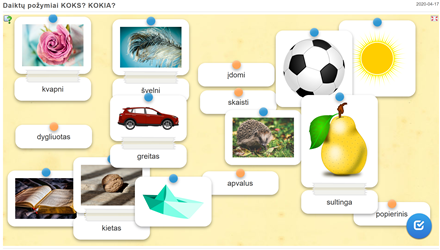 Daiktų požymiai KOKS? KOKIA?
2020-04-17
kvapni
švelni
įdomi
skaisti
dygliuotas
greitas
apvalus
sultinga
popierinis
kietas